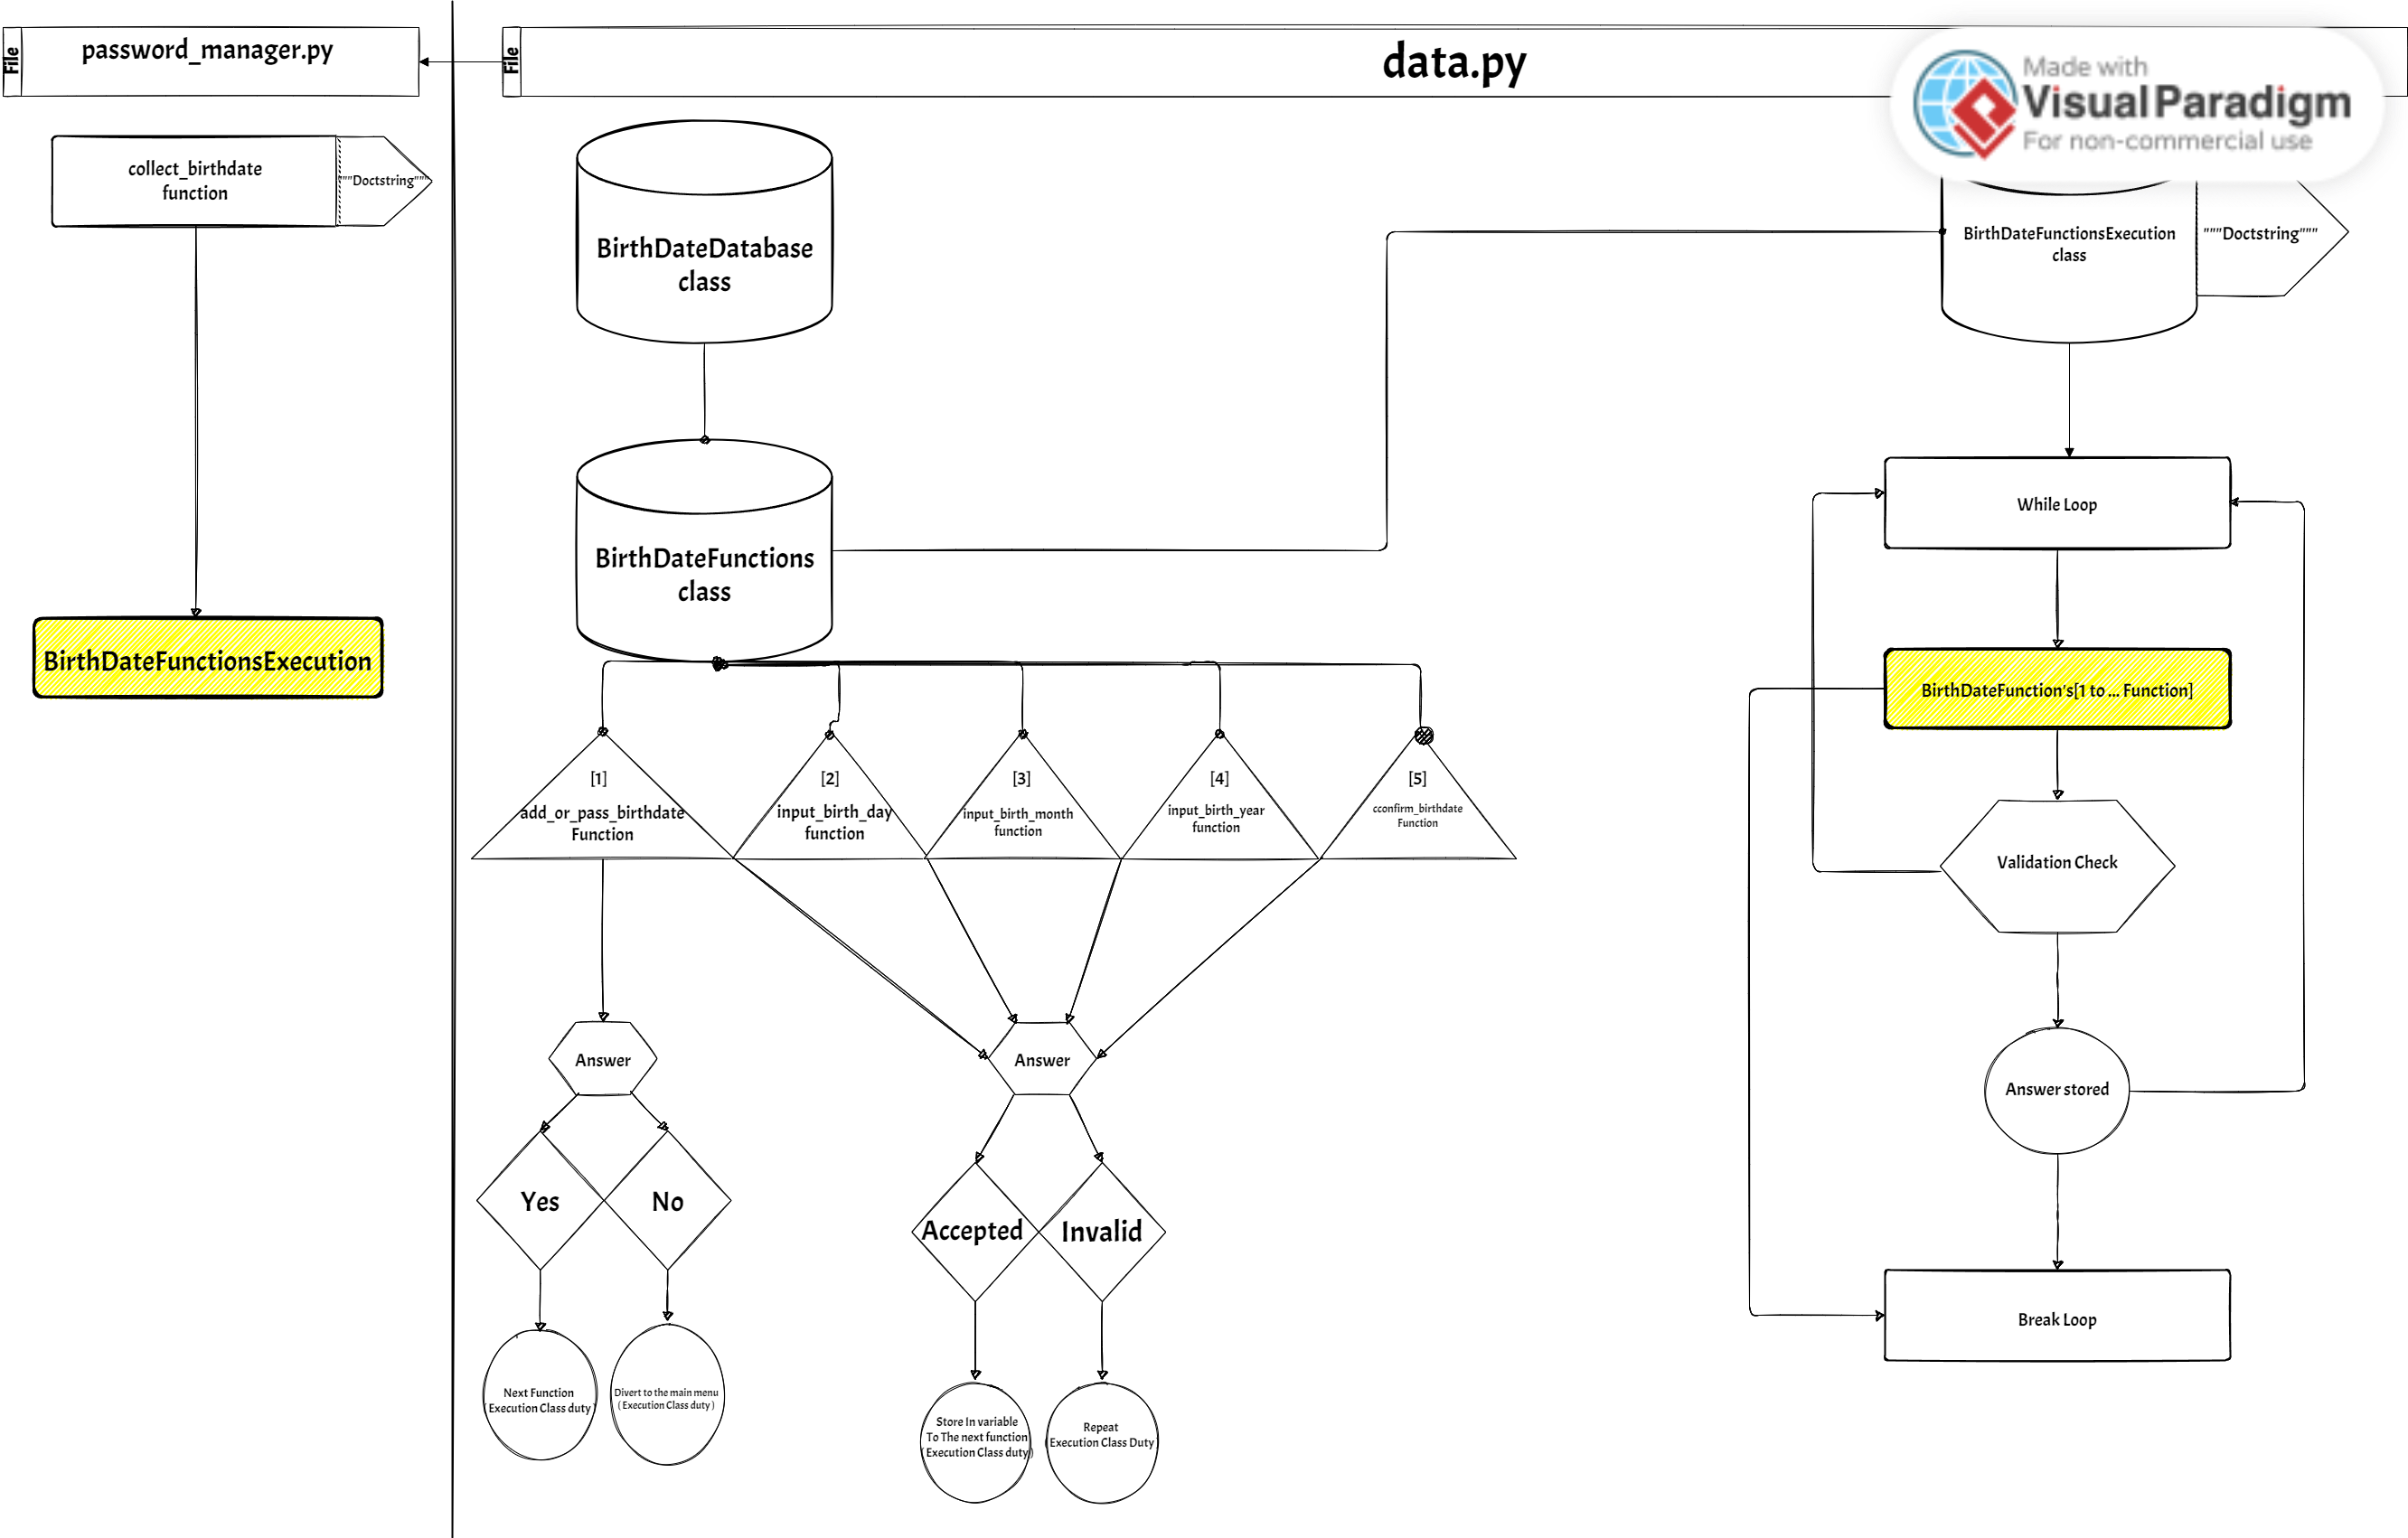 File
password_manager.py
File
data.py
Made with
Visual Paradigm
For non-commercial use
collect_birthdate
function
"""Doctstring"""
BirthDateDatabase
class
BirthDateFunctionsExecution
class
"""Doctstring"""
BirthDateFunctions
class
While Loop
BirthDateFunctionsExecution
BirthDateFunction's[1 to ... Function]
[1]
add_or_pass_birthdate
Function
[2]
input_birth_day
function
[3]
input_birth_month
function
[4]
input_birth_year
function
[5]
cconfirm_birthdate
Function
Validation Check
Answer
Answer
Answer stored
Yes
No
Accepted
Invalid
Break Loop
Next Function
( Execution Class duty )
Divert to the main menu
( Execution Class duty )
Store In variable
To The next function
( Execution Class duty )
Repeat
( Execution Class Duty )